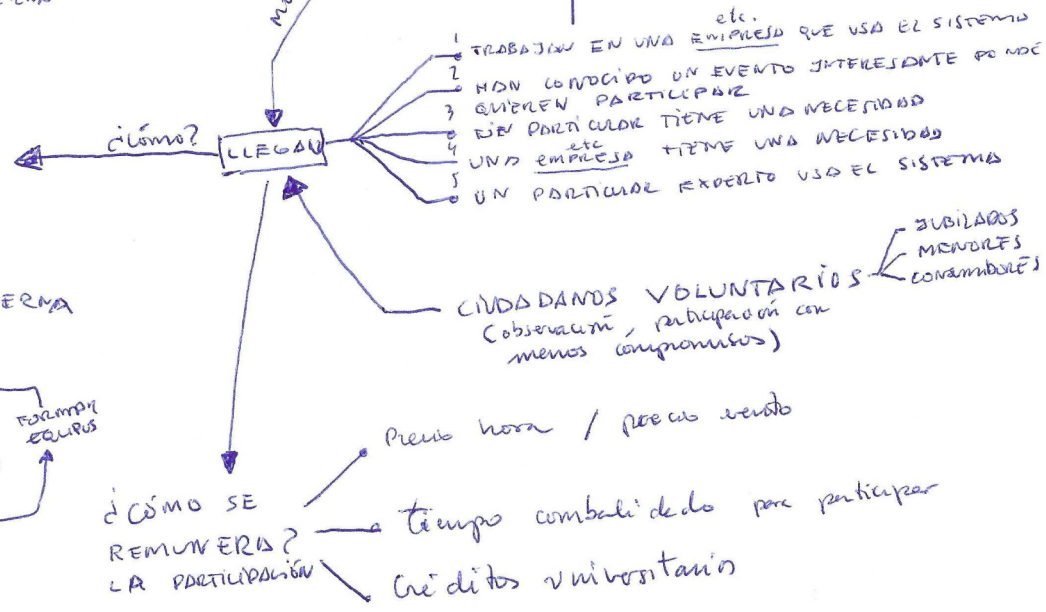 etc.
1 TRABAJAN EN UNA EMPRESA QUE USA EL SISTEMA
2 HAN CONOCIDO UN EVENTO INTERESANTE DONDE
QUIEREN PARTICIPAR
3 UN PARTICULAR TIENE UNA NECESIDAD
etc
4 UNA EMPRESA TIENE UNA NECESIDAD
5 UN PARTICULAR EXPERTO USA EL SISTEMA
¿Cómo?
LLEGAN
JUBILADOS
MENORES
CONSUMIDORES
CIUDADANOS VOLUNTARIOS
(observación, participación con
menos compromisos)
ERNA
FORMAR
EQUIPOS
¿CÓMO SE
REMUNERA?
LA PARTICIPACIÓN
Precio hora / precio evento
tiempo combalidado para participar
Créditos universitarios